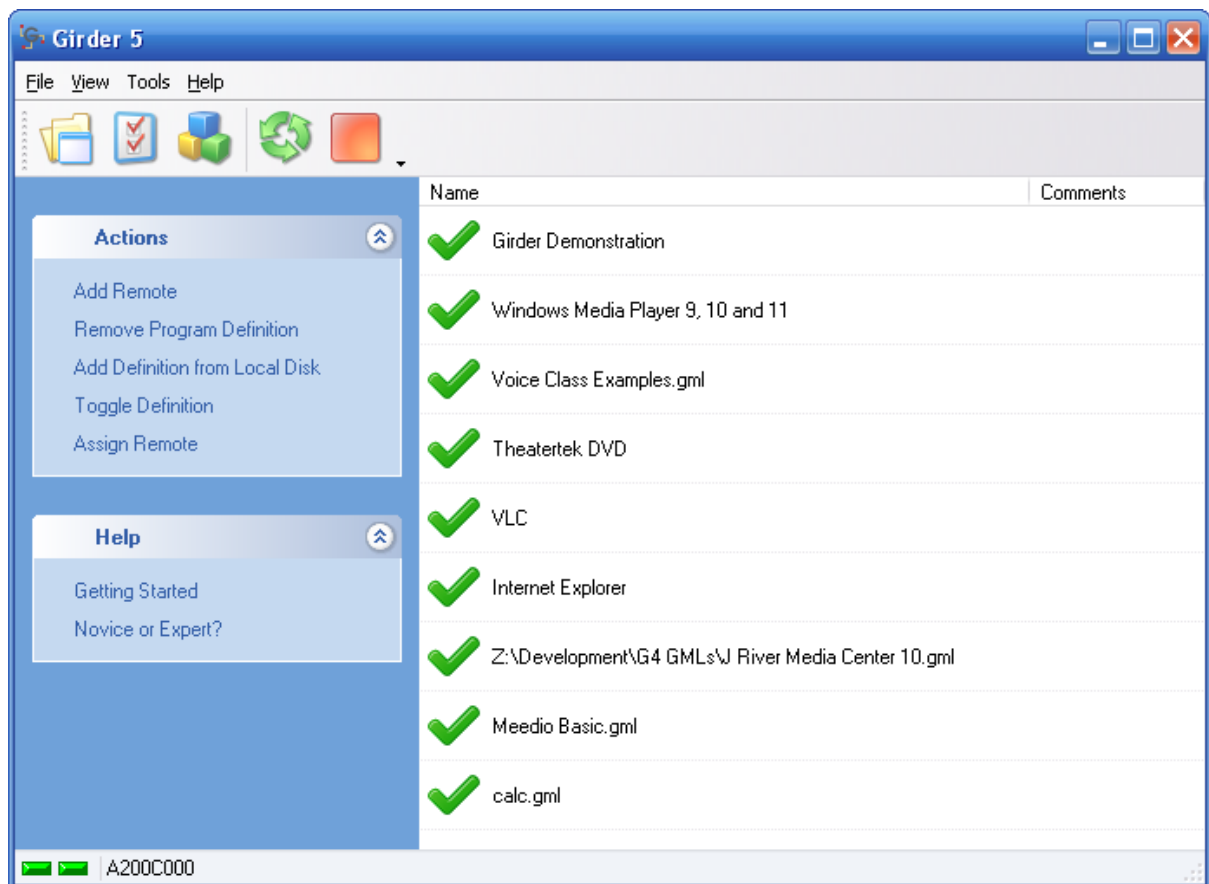 Girder 5
File View Tools Help
Name Comments
Actions
Add Remote
Remove Program Definition
Add Definition from Local Disk
Toggle Definition
Assign Remote
Help
Getting Started
Novice or Expert?
Girder Demonstration
Windows Media Player 9, 10 and 11
Voice Class Examples.gml
Theatertek DVD
VLC
Internet Explorer
Z:\Development\G4 GMLs\J River Media Center 10.gml
Meedio Basic.gml
calc.gml
A200C000